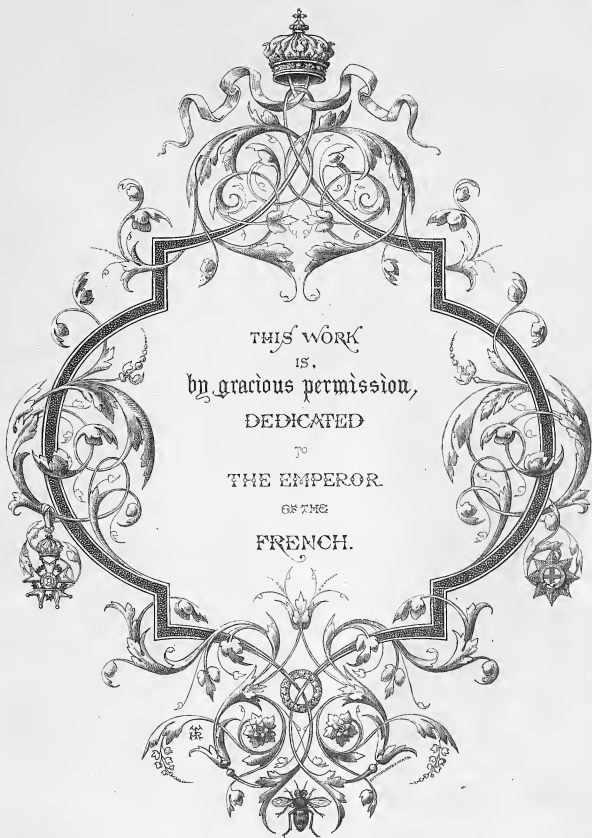 THIS WORK
IS,
by gracious permission,
DEDICATED
TO
THE EMPEROR
OF THE
FRENCH.